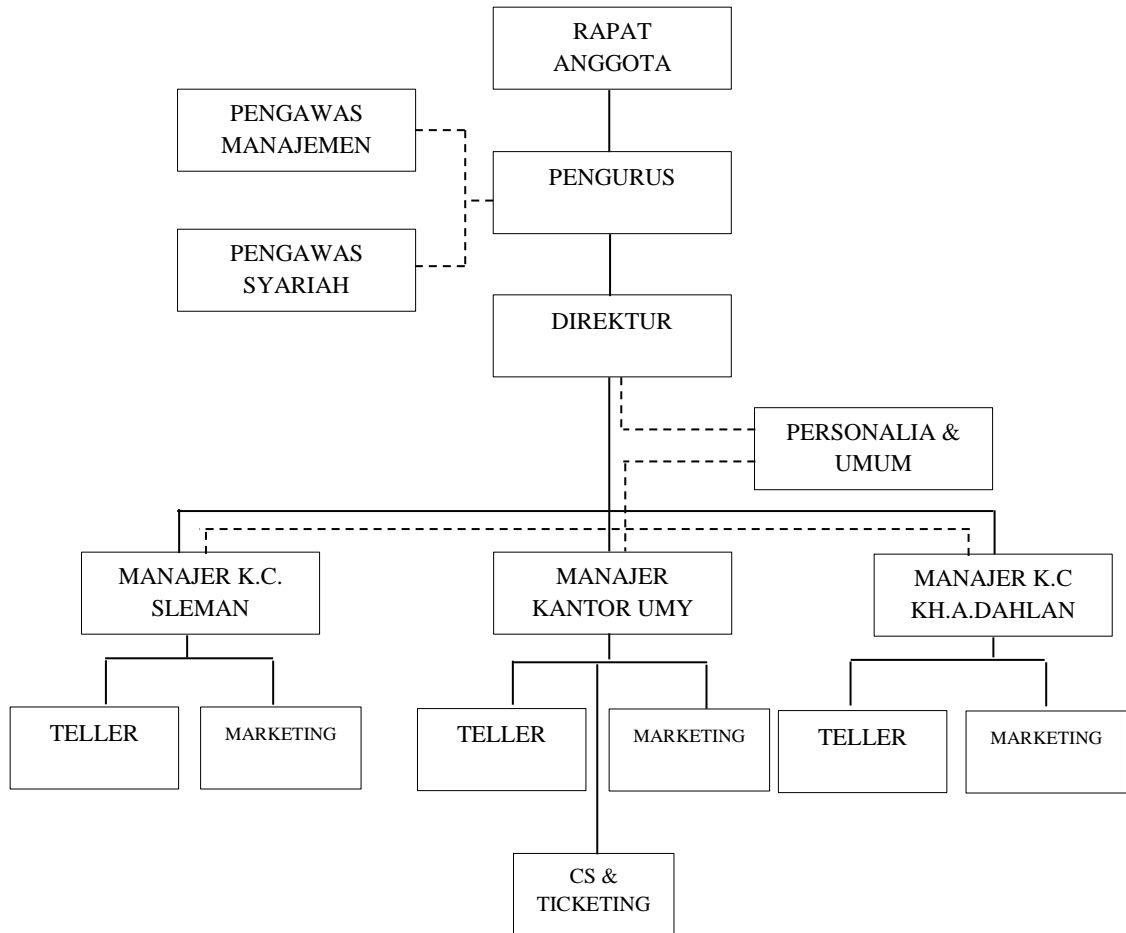 RAPAT
ANGGOTA
PENGAWAS
MANAJEMEN
PENGURUS
PENGAWAS
SYARIAH
DIREKTUR
PERSONALIA &
UMUM
MANAJER K.C.
SLEMAN
MANAJER
KANTOR UMY
MANAJER K.C
KH.A.DAHLAN
TELLER
MARKETING
TELLER
MARKETING
TELLER
MARKETING
CS &
TICKETING